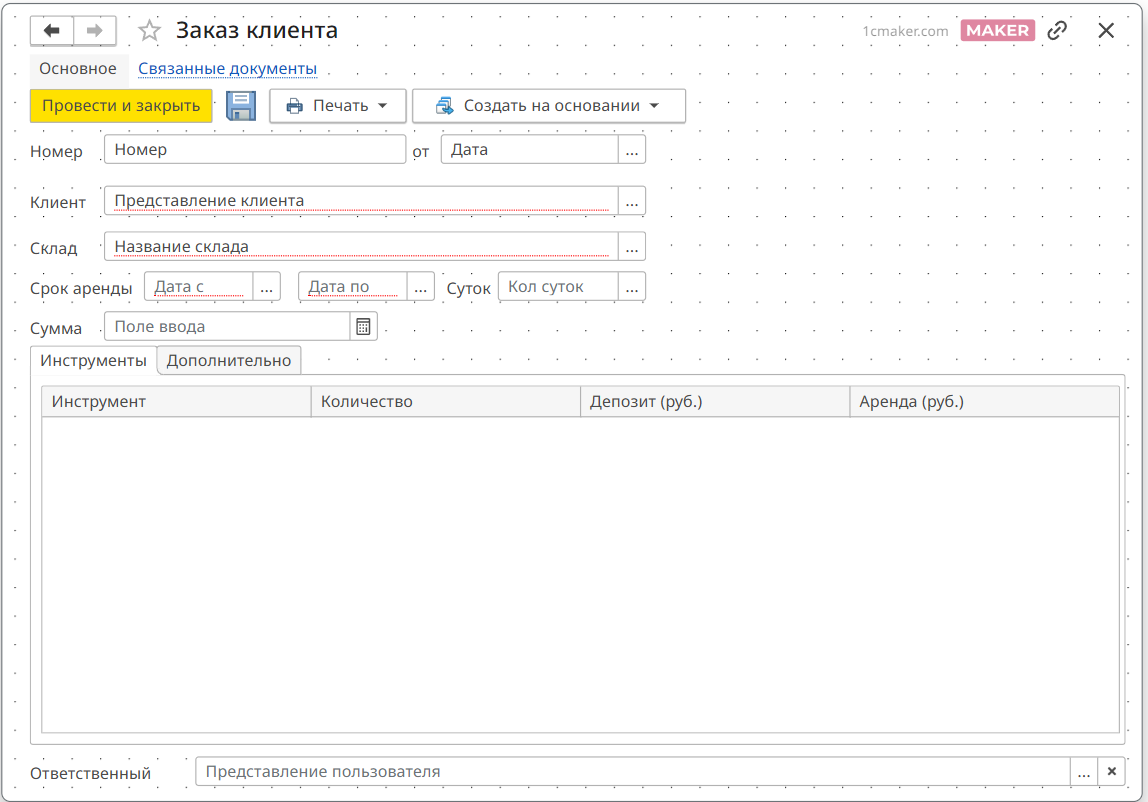 Заказ клиента 1cmaker.com MAKER
Основное Связанные документы
Провести и закрыть Печать Создать на основании
Номер Номер от Дата ...
Клиент Представление клиента ...
Склад Название склада ...
Срок аренды Дата с ... Дата по ... Суток Кол суток ...
Сумма Поле ввода
Инструменты Дополнительно
Инструмент Количество Депозит (руб.) Аренда (руб.)
Ответственный Представление пользователя ... ×